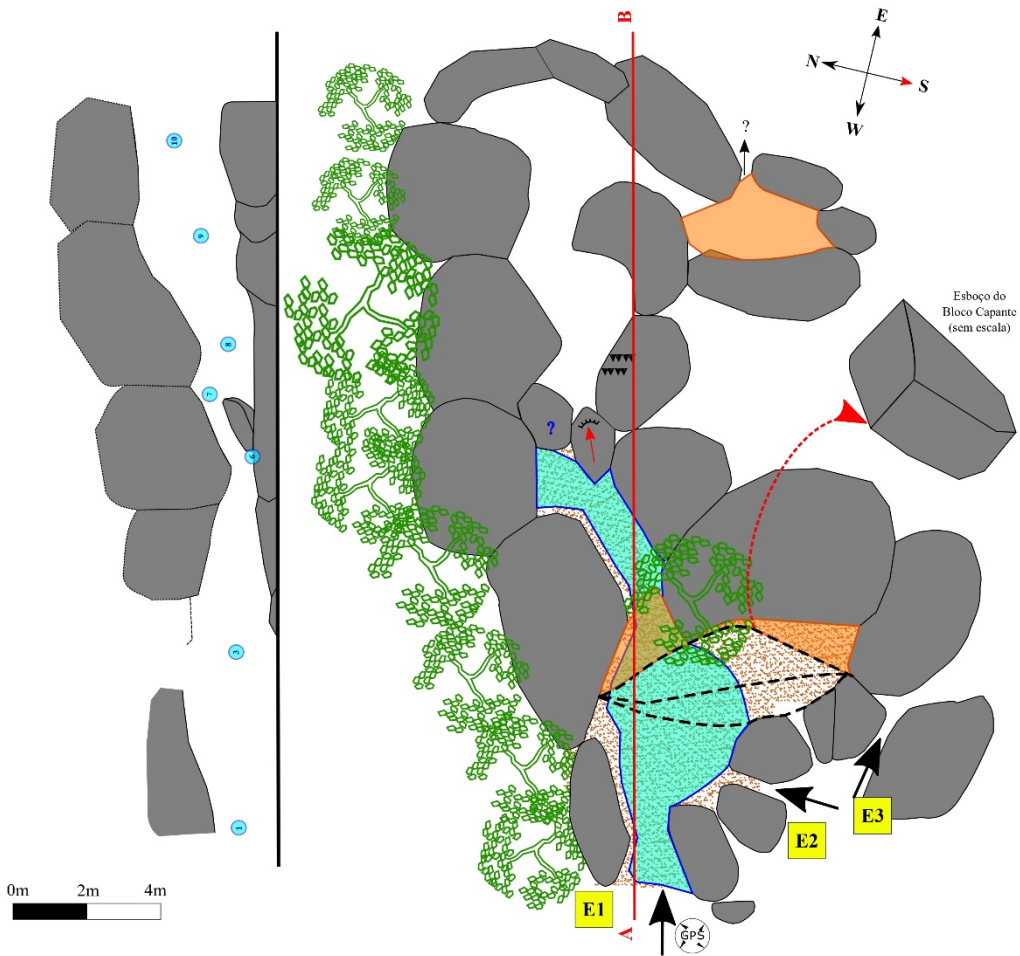 B
E
N
S
W
?
10
9
8
7
6
3
1
Esboço do
Bloco Capante
(sem escala)
?
E3
E2
E1
A
GPS
0m 2m 4m